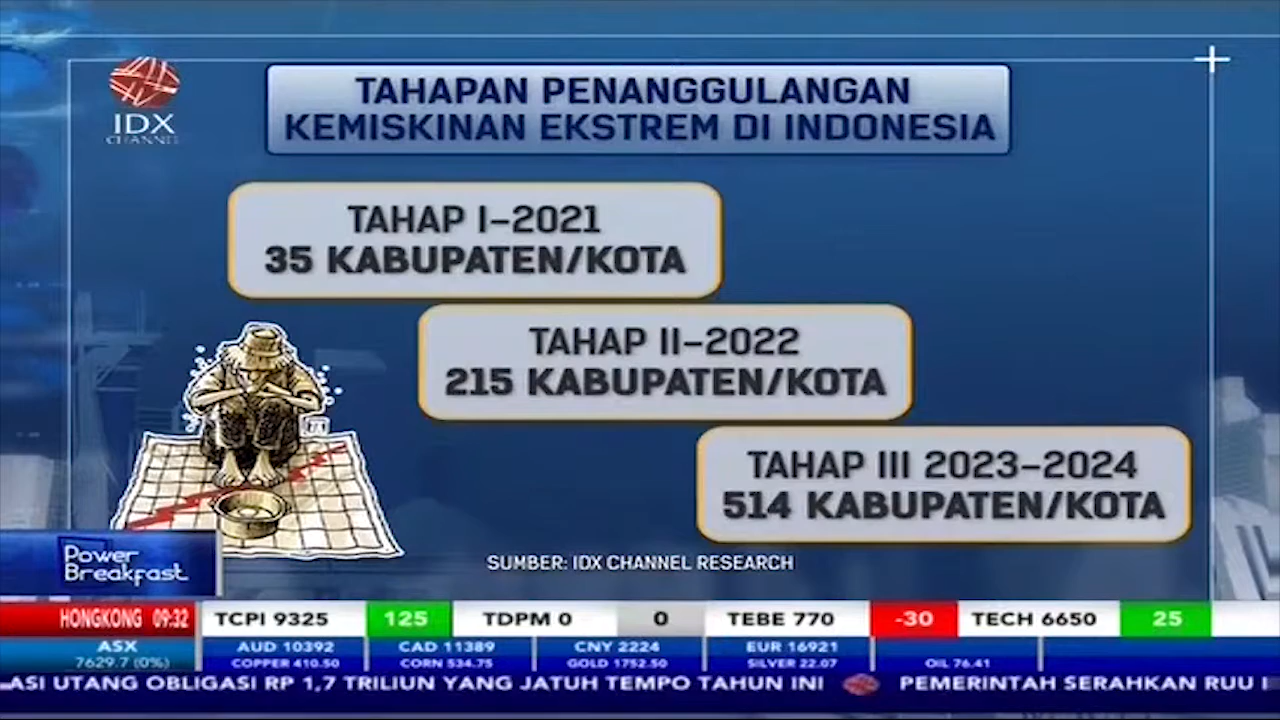 IDX
CHANNEL
TAHAPAN PENANGGULANGAN
KEMISKINAN EKSTREM DI INDONESIA
TAHAP I-2021
35 KABUPATEN/KOTA
TAHAP II-2022
215 KABUPATEN/KOTA
TAHAP III 2023-2024
514 KABUPATEN/KOTA
SUMBER: IDX CHANNEL RESEARCH
Power
Breakfast
HONGKONG 09:32 TCPI 9325 125 TDPM 0 0 TEBE 770 -30 TECH 6650 25
ASX AUD 10392 CAD 11389 CNY 2224 EUR 16921
7629.7 (0%) COPPER 410.50 CORN 534.75 GOLD 1752.50 SILVER 22.07 OIL 76.41
ASI UTANG OBLIGASI RP 1,7 TRILIUN YANG JATUH TEMPO TAHUN INI PEMERINTAH SERAHKAN RUU